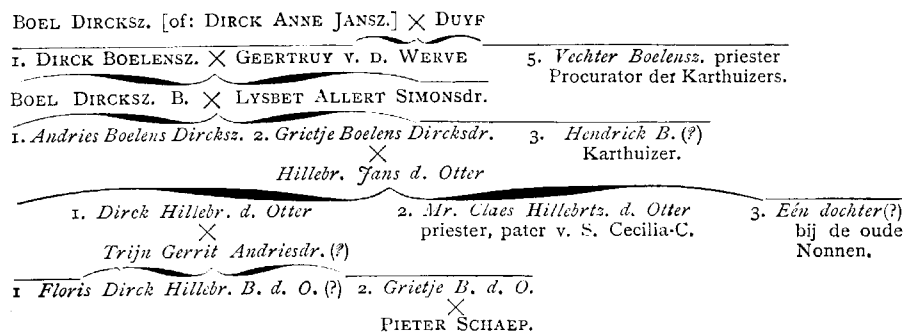 BOEL DIRCKSZ. [of: DIRCK ANNE JANSZ.] × DUYF
1. DIRCK BOELENSZ. × GEERTRUY V. D. WERVE 5. Vechter Boelensz. priester
Procurator der Karthuizers.
BOEL DIRCKSZ. B. × LYSBET ALLERT SIMONSdr.
1. Andries Boelens Dircksz. 2. Grietje Boelens Dircksdr. 3. Hendrick B. (?)
× Karthuizer.
Hillebr. Jans d. Otter
1. Dirck Hillebr. d. Otter 2. Mr. Claes Hillebrtz. d. Otter 3. Eén dochter (?)
× priester, pater v. S. Cecilia-C. bij de oude
Trijn Gerrit Andriesdr. (?) Nonnen.
1 Floris Dirck Hillebr. B. d. O. (?) 2. Grietje B. d. O.
×
PIETER SCHAEP.